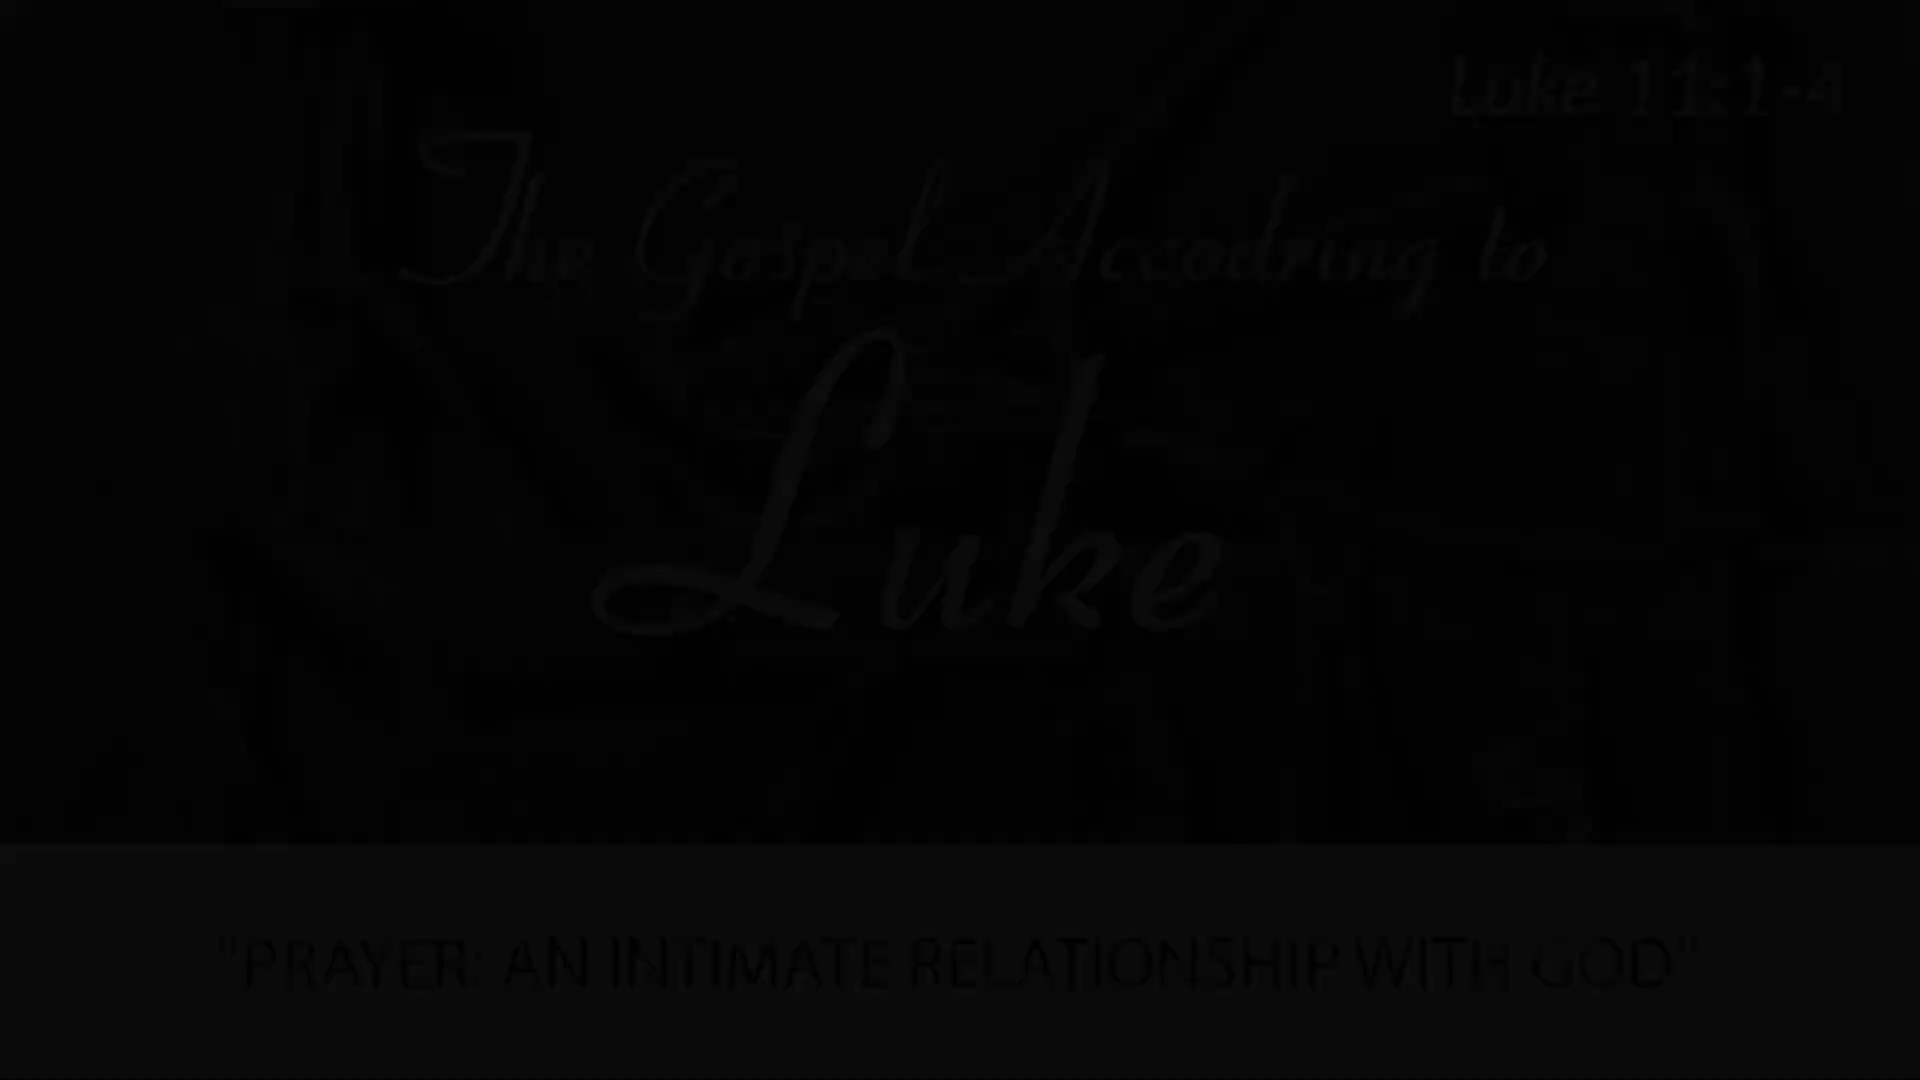 Luke 11:1-4
The Gospel Accodring to
Luke
"PRAYER: AN INTIMATE RELATIONSHIP WITH GOD"